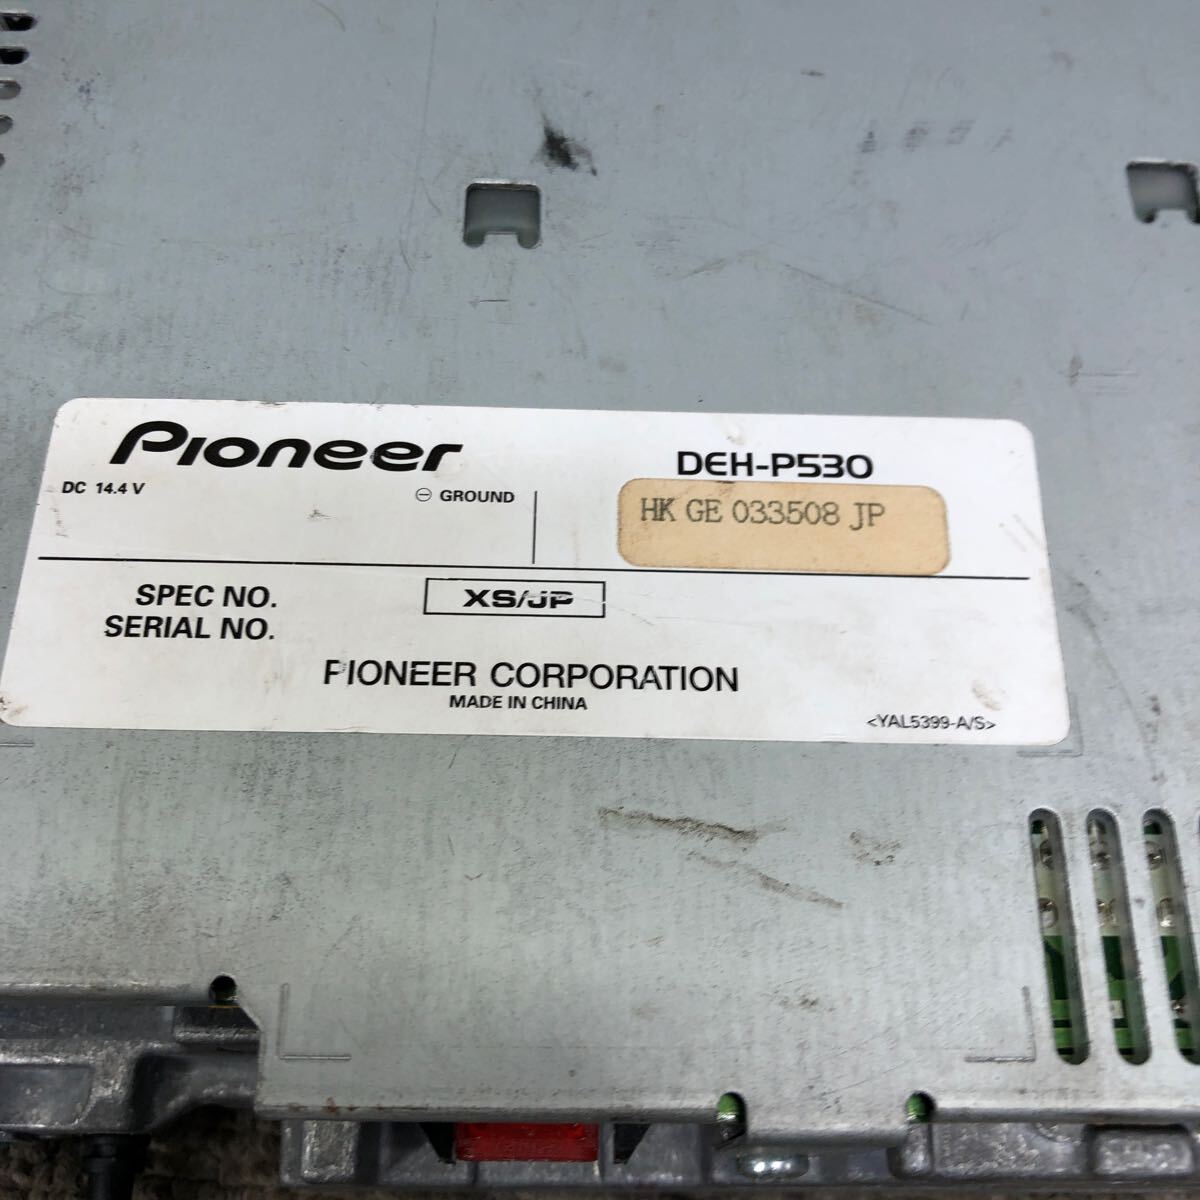 Pioneer
DEH-P530
DC 14.4 V
⊖ GROUND
HK GE 033508 JP
SPEC NO.
XS/JP
SERIAL NO.
PIONEER CORPORATION
MADE IN CHINA
<YAL5399-A/S>